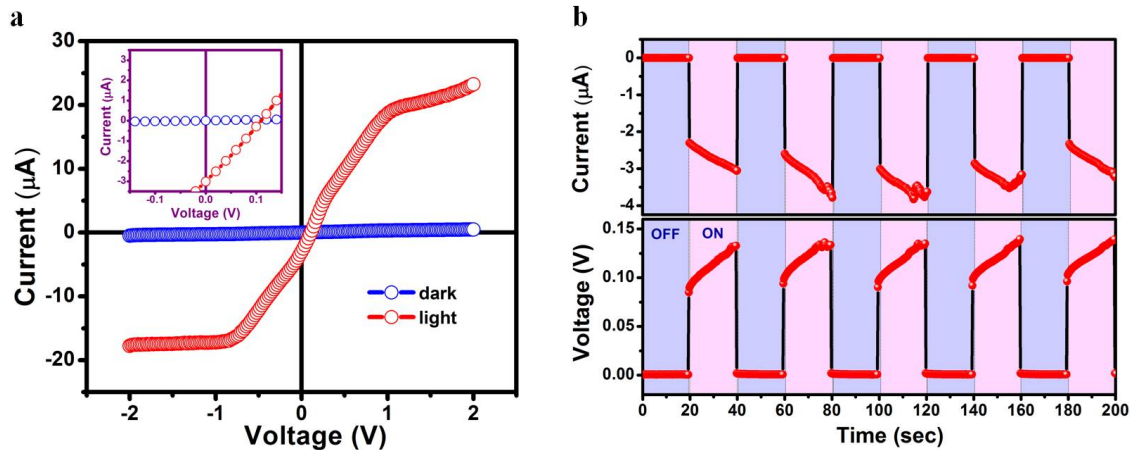 a
30
20
10
0
-10
-20
Current (μA)
-2
-1
0
1
2
Voltage (V)
dark
light
3
2
1
0
-1
-2
-3
Current (μA)
-0.1
0.0
0.1
Voltage (V)
b
0
-1
-2
-3
-4
Current (μA)
OFF ON
0.15
0.10
0.05
0.00
Voltage (V)
0 20 40 60 80 100 120 140 160 180 200
Time (sec)